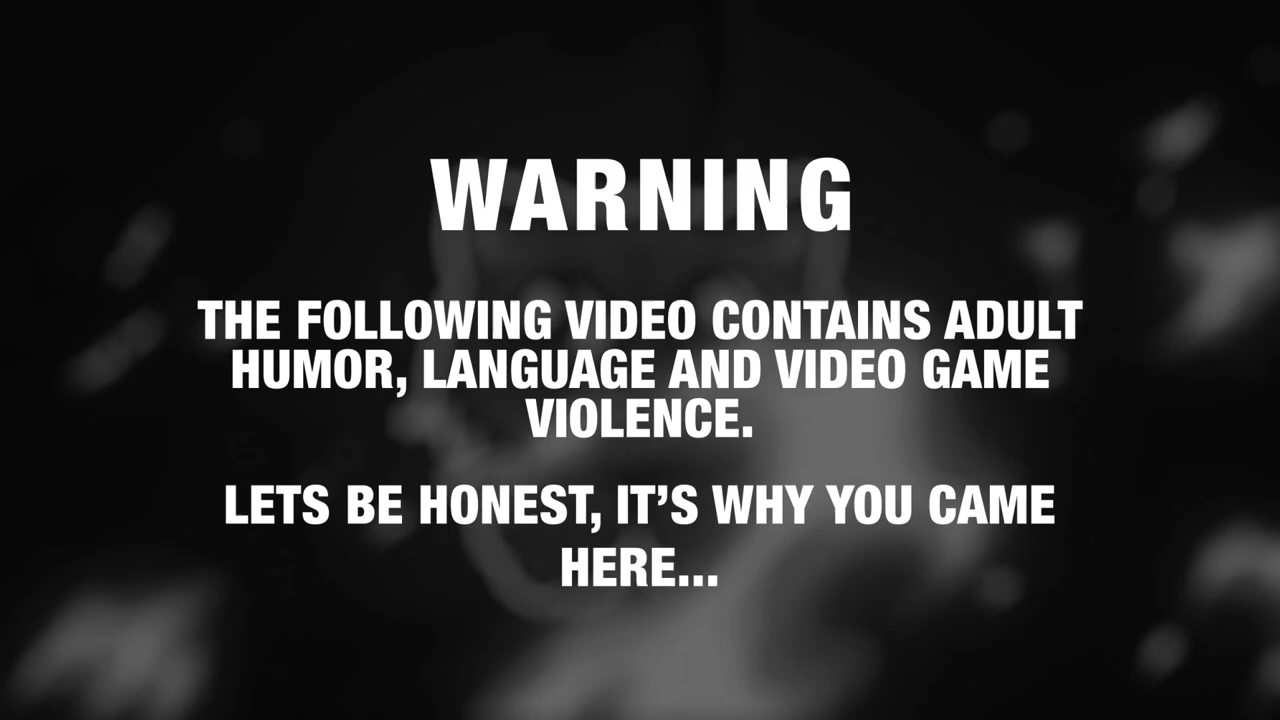 WARNING
THE FOLLOWING VIDEO CONTAINS ADULT
HUMOR, LANGUAGE AND VIDEO GAME
VIOLENCE.
LETS BE HONEST, IT’S WHY YOU CAME
HERE...